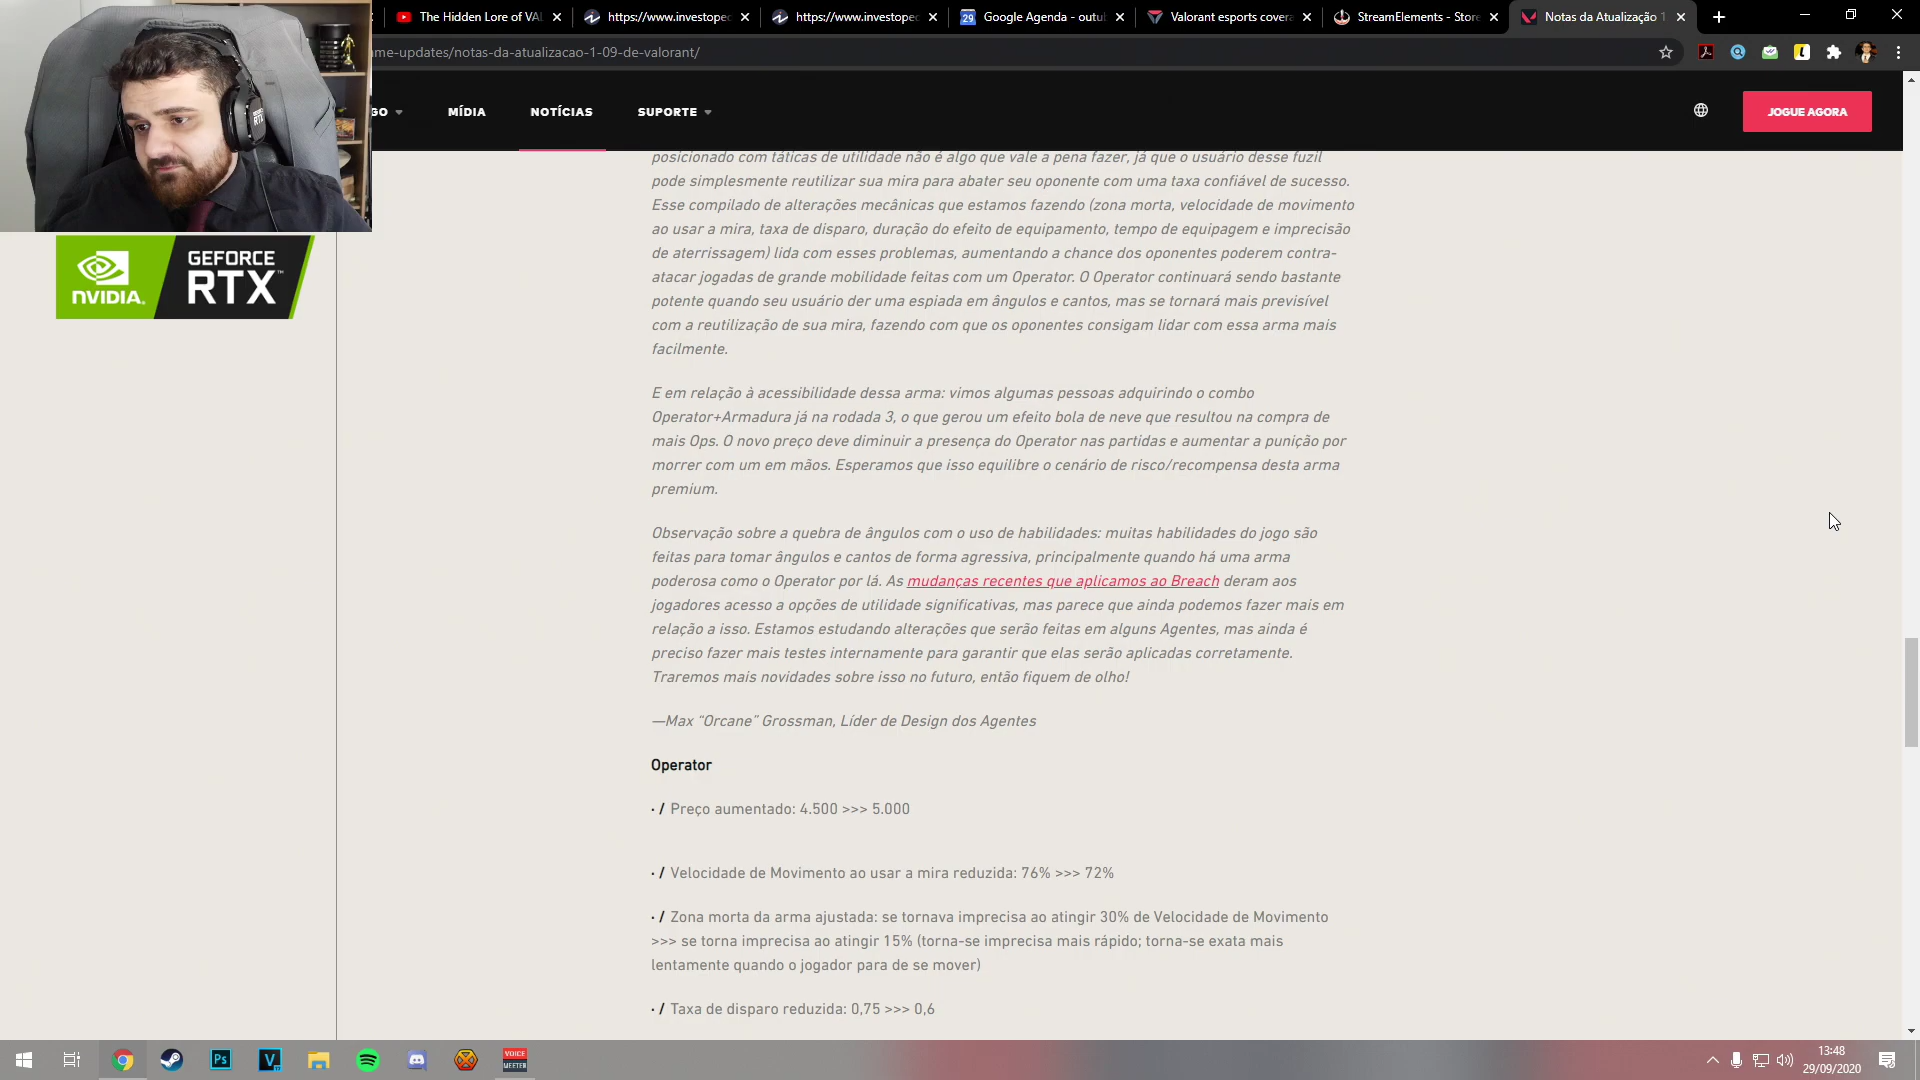 The Hidden Lore of VAL
https://www.investoped
https://www.investoped
29
Google Agenda - outub
Valorant esports covera
StreamElements - Store
Notas da Atualização 1
me-updates/notas-da-atualizacao-1-09-de-valorant/
GO
MÍDIA
NOTÍCIAS
SUPORTE
JOGUE AGORA
NVIDIA.
GEFORCE
RTX™
posicionado com táticas de utilidade não é algo que vale a pena fazer, já que o usuário desse fuzil
pode simplesmente reutilizar sua mira para abater seu oponente com uma taxa confiável de sucesso.
Esse compilado de alterações mecânicas que estamos fazendo (zona morta, velocidade de movimento
ao usar a mira, taxa de disparo, duração do efeito de equipamento, tempo de equipagem e imprecisão
de aterrissagem) lida com esses problemas, aumentando a chance dos oponentes poderem contra-
atacar jogadas de grande mobilidade feitas com um Operator. O Operator continuará sendo bastante
potente quando seu usuário der uma espiada em ângulos e cantos, mas se tornará mais previsível
com a reutilização de sua mira, fazendo com que os oponentes consigam lidar com essa arma mais
facilmente.
E em relação à acessibilidade dessa arma: vimos algumas pessoas adquirindo o combo
Operator+Armadura já na rodada 3, o que gerou um efeito bola de neve que resultou na compra de
mais Ops. O novo preço deve diminuir a presença do Operator nas partidas e aumentar a punição por
morrer com um em mãos. Esperamos que isso equilibre o cenário de risco/recompensa desta arma
premium.
Observação sobre a quebra de ângulos com o uso de habilidades: muitas habilidades do jogo são
feitas para tomar ângulos e cantos de forma agressiva, principalmente quando há uma arma
poderosa como o Operator por lá. As mudanças recentes que aplicamos ao Breach deram aos
jogadores acesso a opções de utilidade significativas, mas parece que ainda podemos fazer mais em
relação a isso. Estamos estudando alterações que serão feitas em alguns Agentes, mas ainda é
preciso fazer mais testes internamente para garantir que elas serão aplicadas corretamente.
Traremos mais novidades sobre isso no futuro, então fiquem de olho!
—Max “Orcane” Grossman, Líder de Design dos Agentes
Operator
· / Preço aumentado: 4.500 >>> 5.000
· / Velocidade de Movimento ao usar a mira reduzida: 76% >>> 72%
· / Zona morta da arma ajustada: se tornava imprecisa ao atingir 30% de Velocidade de Movimento
>>> se torna imprecisa ao atingir 15% (torna-se imprecisa mais rápido; torna-se exata mais
lentamente quando o jogador para de se mover)
· / Taxa de disparo reduzida: 0,75 >>> 0,6
Ps
V
VOICE
MEETER
13:48
29/09/2020